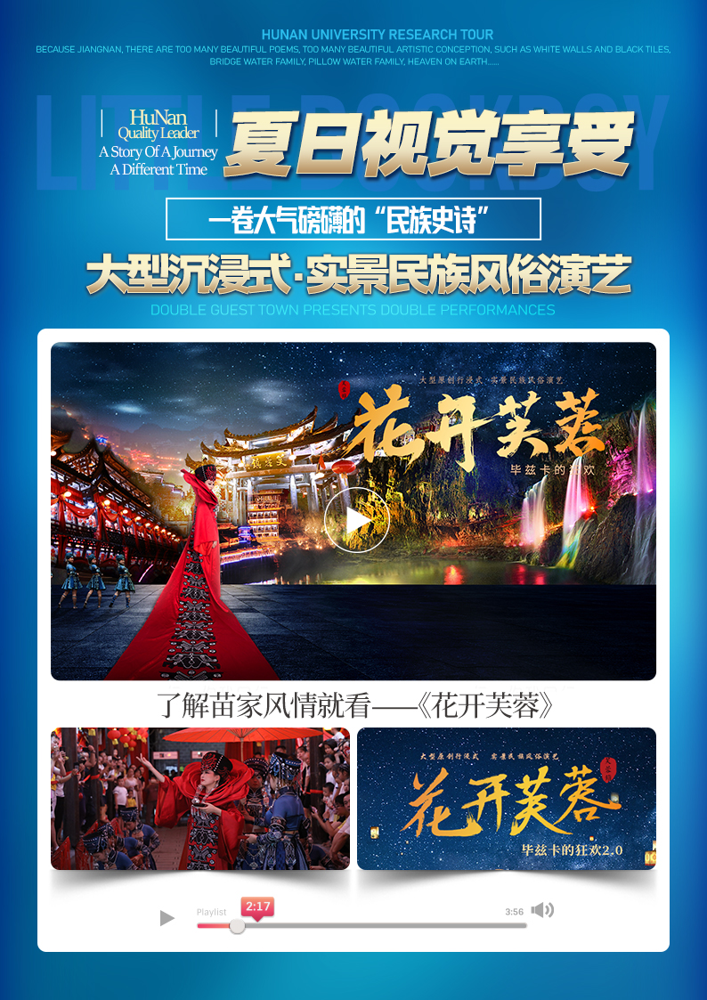 HUNAN UNIVERSITY RESEARCH TOUR
BECAUSE JIANGNAN, THERE ARE TOO MANY BEAUTIFUL POEMS, TOO MANY BEAUTIFUL ARTISTIC CONCEPTION, SUCH AS WHITE WALLS AND BLACK TILES,
BRIDGE WATER FAMILY, PILLOW WATER FAMILY, HEAVEN ON EARTH......
HuNan
Quality Leader
A Story Of A Journey
A Different Time
夏日视觉享受
一卷大气磅礴的“民族史诗”
大型沉浸式·实景民族风俗演艺
DOUBLE GUEST TOWN PRESENTS DOUBLE PERFORMANCES
大型原创行浸式·实景民族风俗演艺
花开芙蓉
毕兹卡的狂欢
芙蓉镇
了解苗家风情就看——《花开芙蓉》
大型原创行浸式 实景民族风俗演艺
花开芙蓉
毕兹卡的狂欢2.0
Playlist
2:17
3:56